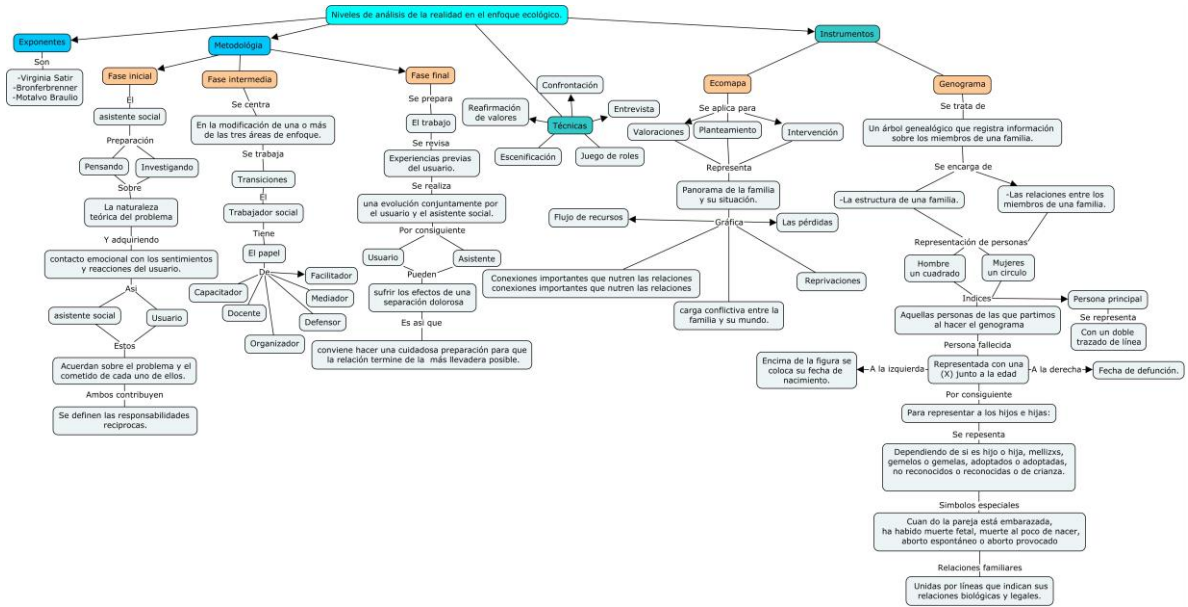 Niveles de análisis de la realidad en el enfoque ecológico.
Exponentes
Son
-Virginia Satir
-Bronferbrenner
-Motalvo Braulio
Metodológia
Fase inicial
El
asistente social
Preparación
Pensando
Investigando
Sobre
La naturaleza
teórica del problema
Y adquiriendo
contacto emocional con los sentimientos
y reacciones del usuario.
Asi
asistente social
Usuario
Estos
Acuerdan sobre el problema y el
cometido de cada uno de ellos.
Ambos contribuyen
Se definen las responsabilidades
reciprocas.
Fase intermedia
Se centra
En la modificación de una o más
de las tres áreas de enfoque.
Se trabaja
Transiciones
El
Trabajador social
Tiene
El papel
De
Capacitador
Docente
Organizador
Defensor
Mediador
Facilitador
Fase final
Se prepara
El trabajo
Se revisa
Experiencias previas
del usuario.
Se realiza
una evolución conjuntamente por
el usuario y el asistente social.
Por consiguiente
Usuario
Asistente
Pueden
sufrir los efectos de una
separación dolorosa
Es asi que
conviene hacer una cuidadosa preparación para que
la relación termine de la más llevadera posible.
Técnicas
Reafirmación
de valores
Confrontación
Entrevista
Escenificación
Juego de roles
Instrumentos
Ecomapa
Se aplica para
Valoraciones
Planteamiento
Intervención
Representa
Panorama de la familia
y su situación.
Gráfica
Flujo de recursos
Las pérdidas
Conexiones importantes que nutren las relaciones
conexiones importantes que nutren las relaciones
carga conflictiva entre la
familia y su mundo.
Reprivaciones
Genograma
Se trata de
Un árbol genealógico que registra información
sobre los miembros de una familia.
Se encarga de
-La estructura de una familia.
-Las relaciones entre los
miembros de una familia.
Representación de personas
Hombre
un cuadrado
Mujeres
un circulo
Indices
Persona principal
Se representa
Con un doble
trazado de línea
Aquellas personas de las que partimos
al hacer el genograma
Persona fallecida
Representada con una
(X) junto a la edad
A la izquierda
Encima de la figura se
coloca su fecha de
nacimiento.
A la derecha
Fecha de defunción.
Por consiguiente
Para representar a los hijos e hijas:
Se repesenta
Dependiendo de si es hijo o hija, mellizxs,
gemelos o gemelas, adoptados o adoptadas,
no reconocidos o reconocidas o de crianza.
Simbolos especiales
Cuan do la pareja está embarazada,
ha habido muerte fetal, muerte al poco de nacer,
aborto espontáneo o aborto provocado
Relaciones familiares
Unidas por líneas que indican sus
relaciones biológicas y legales.